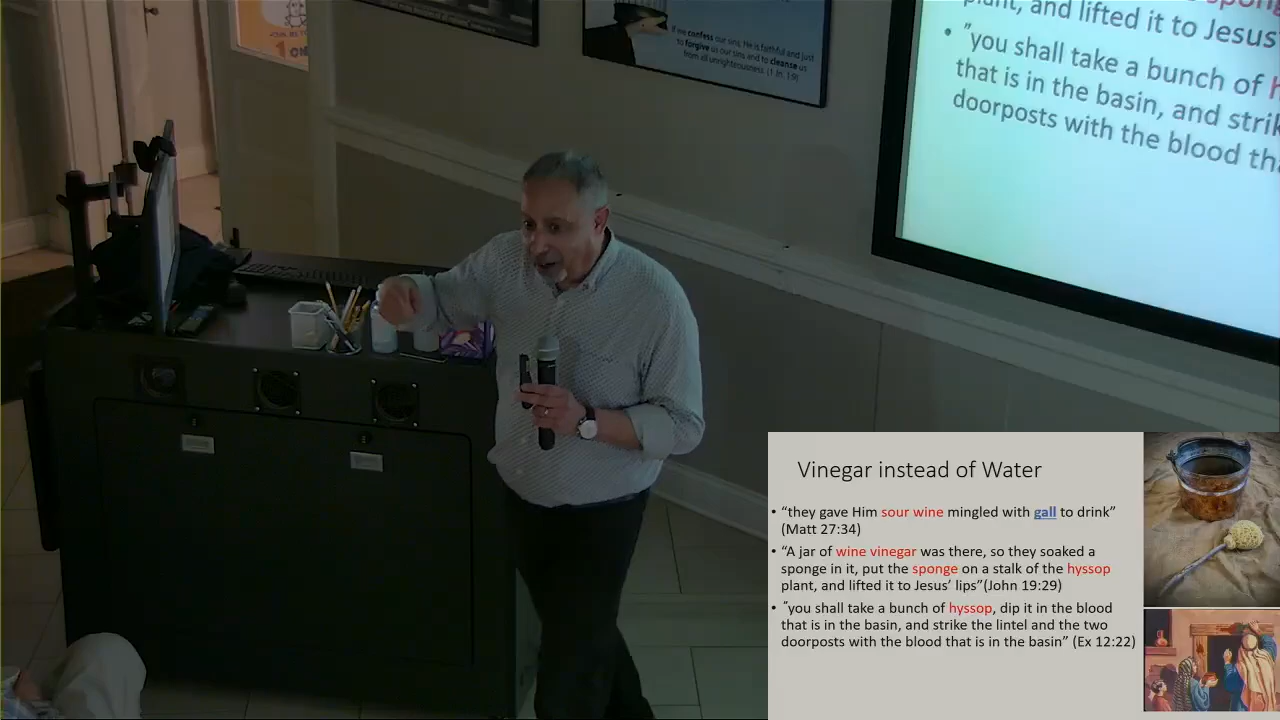 JOIN US TO
1 ON
If we confess our sins, He is faithful and just
to forgive us our sins and to cleanse us
from all unrighteousness. (1 Jn. 1:9)
plant, and lifted it to Jesus'
• "you shall take a bunch of h
that is in the basin, and strik
doorposts with the blood tha
Vinegar instead of Water
• “they gave Him sour wine mingled with gall to drink”
(Matt 27:34)
• “A jar of wine vinegar was there, so they soaked a
sponge in it, put the sponge on a stalk of the hyssop
plant, and lifted it to Jesus’ lips”(John 19:29)
• "you shall take a bunch of hyssop, dip it in the blood
that is in the basin, and strike the lintel and the two
doorposts with the blood that is in the basin” (Ex 12:22)